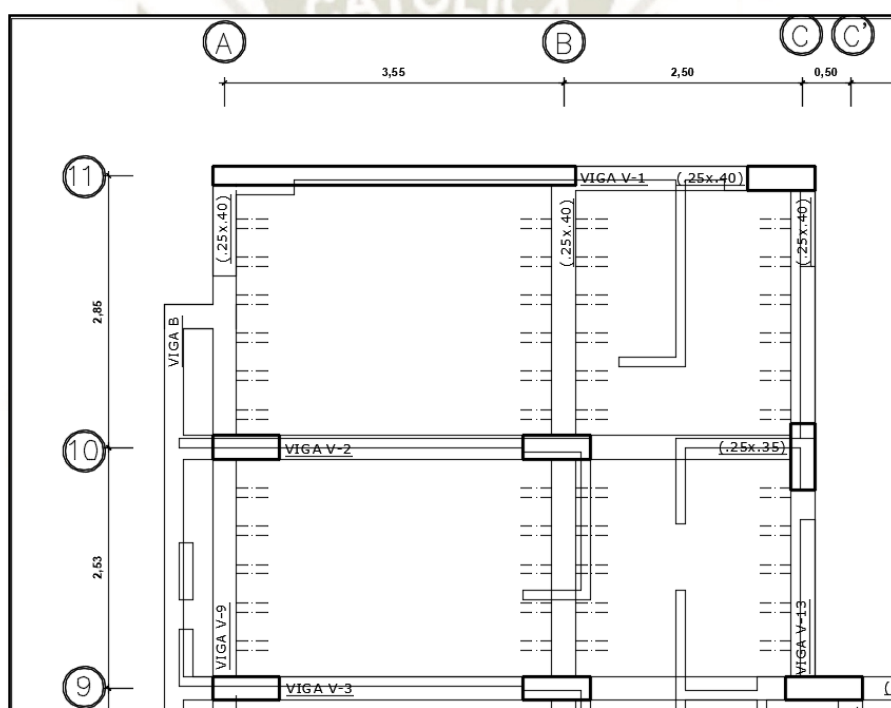 CATOLICA
A
B
C
C'
3,55
2,50
0,50
11
VIGA V-1
(.25x.40)
(.25x.40)
(.25x.40)
(.25x.40)
2,85
VIGA B
10
VIGA V-2
(.25x.35)
2,53
VIGA V-9
VIGA V-13
9
VIGA V-3
(